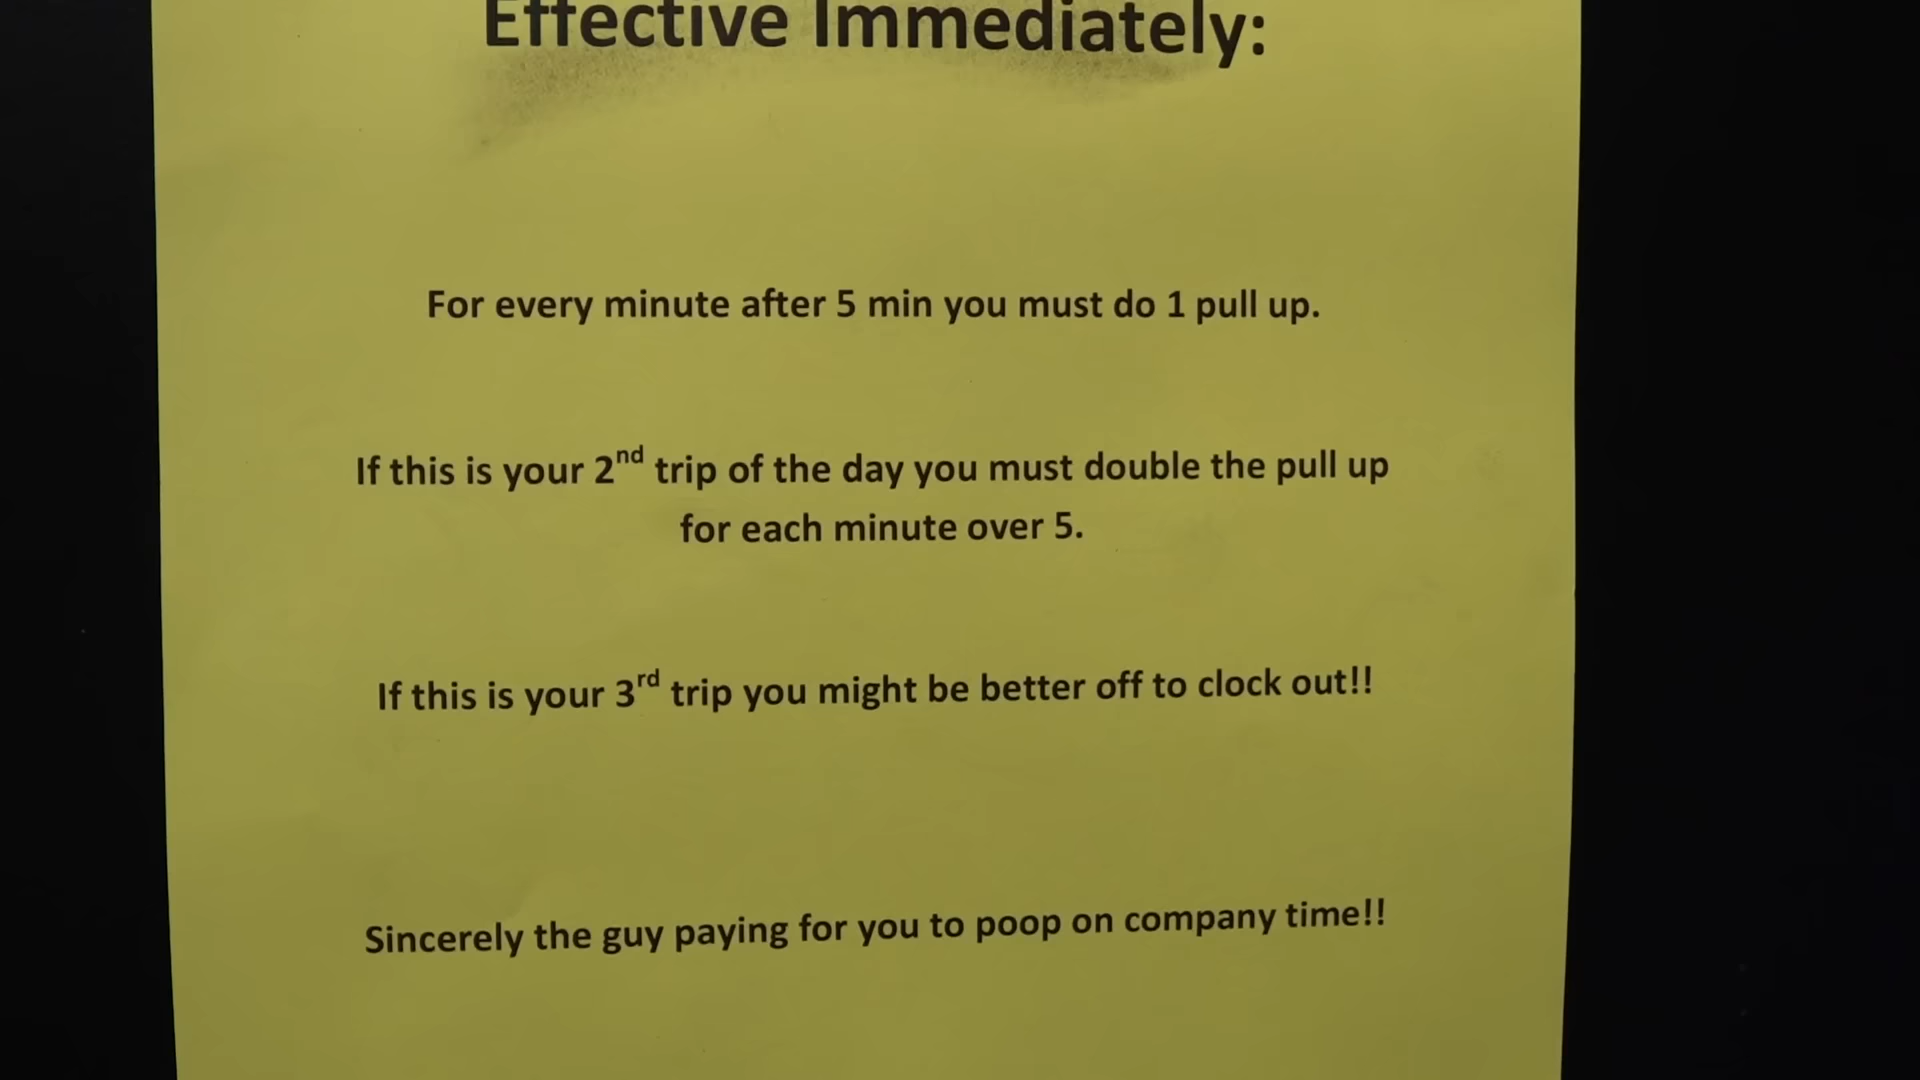 Effective Immediately:
For every minute after 5 min you must do 1 pull up.
If this is your 2nd trip of the day you must double the pull up
for each minute over 5.
If this is your 3rd trip you might be better off to clock out!!
Sincerely the guy paying for you to poop on company time!!